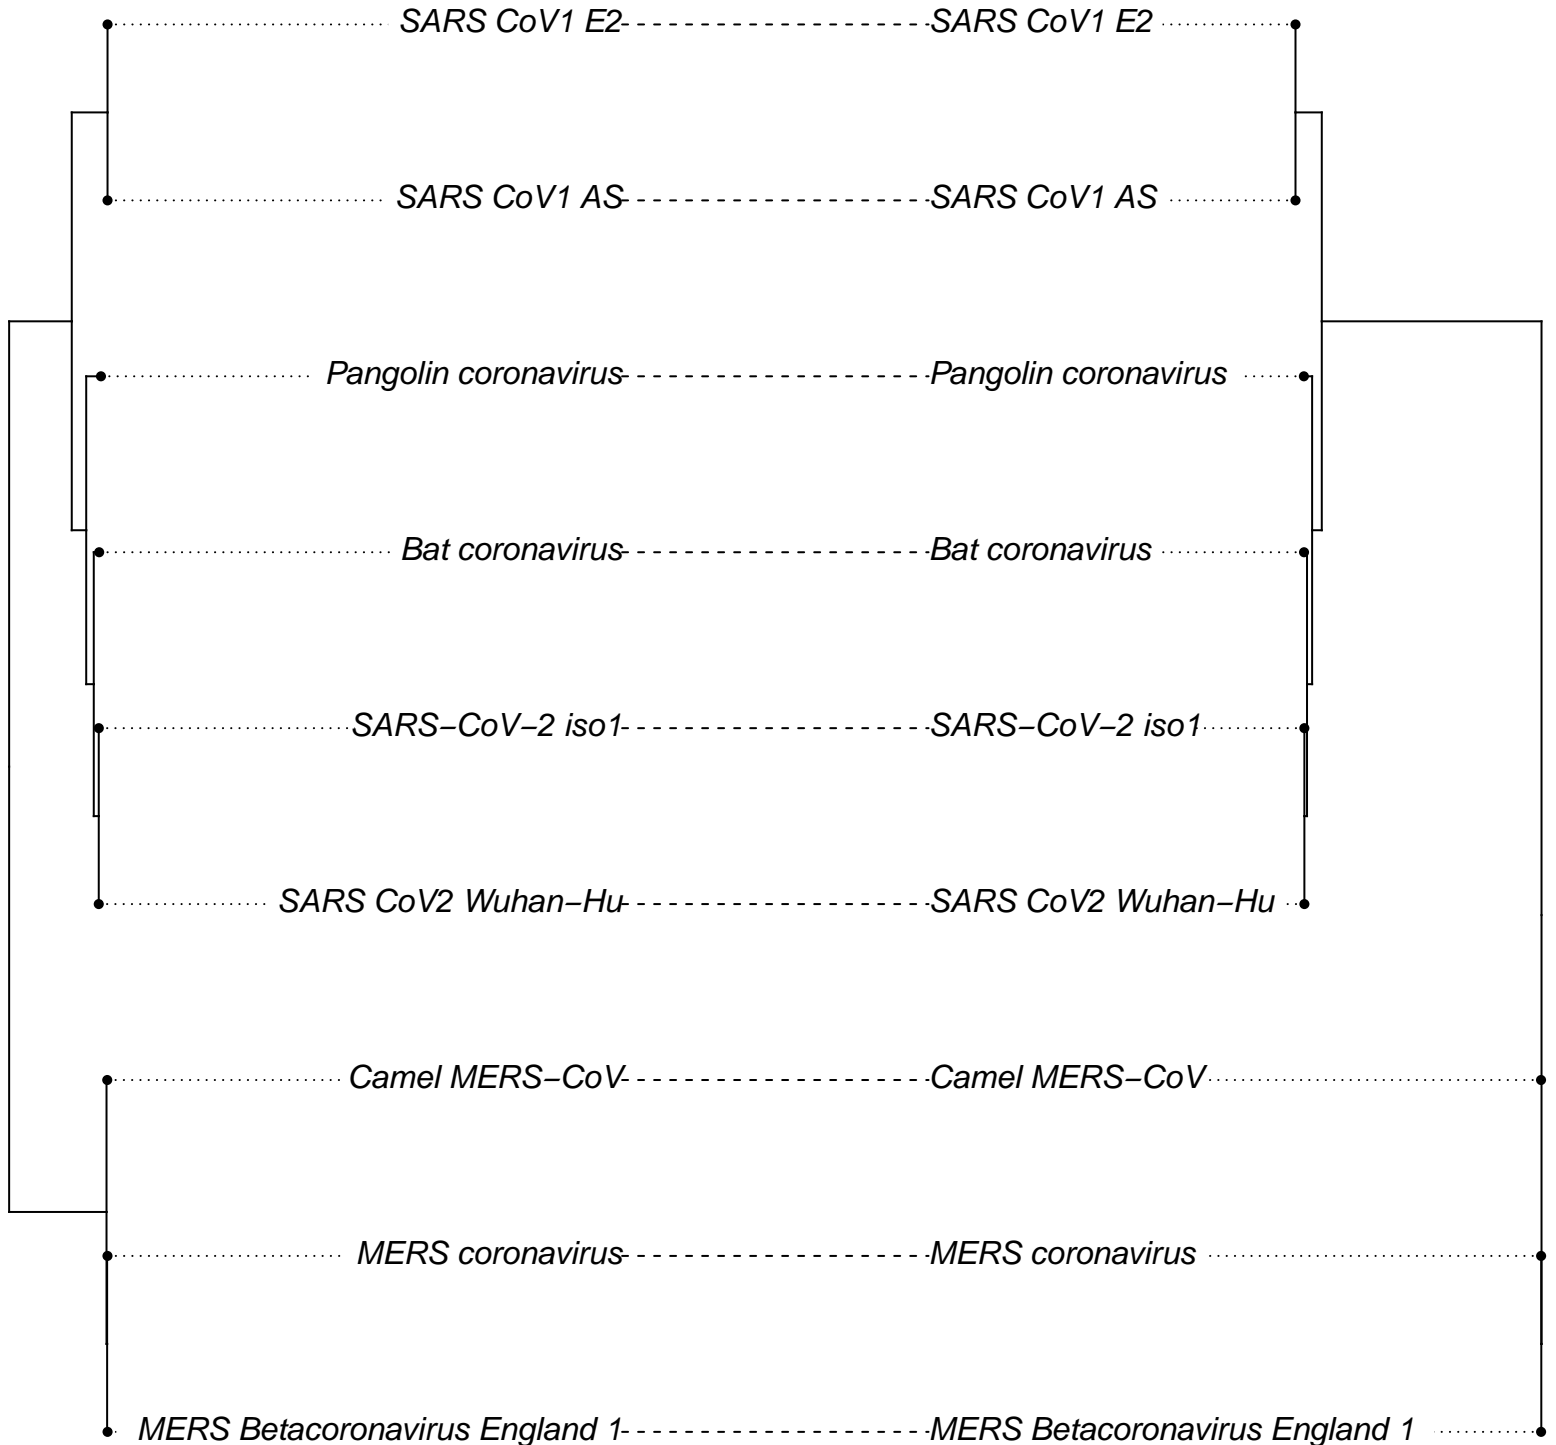 SARS CoV1 E2 SARS CoV1 E2
SARS CoV1 AS SARS CoV1 AS
Pangolin coronavirus Pangolin coronavirus
Bat coronavirus Bat coronavirus
SARS−CoV−2 iso1 SARS−CoV−2 iso1
SARS CoV2 Wuhan−Hu SARS CoV2 Wuhan−Hu
Camel MERS−CoV Camel MERS−CoV
MERS coronavirus MERS coronavirus
MERS Betacoronavirus England 1 MERS Betacoronavirus England 1